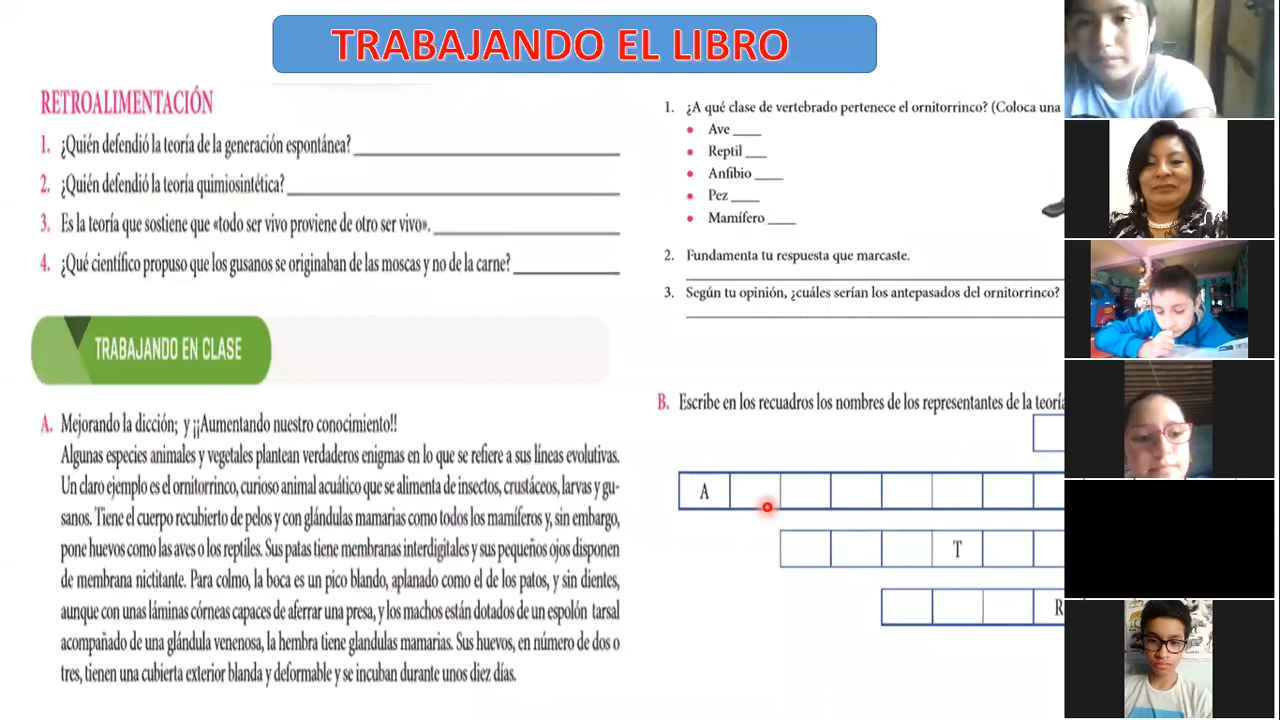 TRABAJANDO EL LIBRO
RETROALIMENTACIÓN
1. ¿Quién defendió la teoría de la generación espontánea? ____
2. ¿Quién defendió la teoría quimiosintética? ____
3. Es la teoría que sostiene que «todo ser vivo proviene de otro ser vivo». ____
4. ¿Qué científico propuso que los gusanos se originaban de las moscas y no de la carne? ____
TRABAJANDO EN CLASE
A. Mejorando la dicción; y ¡¡Aumentando nuestro conocimiento!!
Algunas especies animales y vegetales plantean verdaderos enigmas en lo que se refiere a sus líneas evolutivas.
Un claro ejemplo es el ornitorrinco, curioso animal acuático que se alimenta de insectos, crustáceos, larvas y gu-
sanos. Tiene el cuerpo recubierto de pelos y con glándulas mamarias como todos los mamíferos y, sin embargo,
pone huevos como las aves o los reptiles. Sus patas tiene membranas interdigitales y sus pequeños ojos disponen
de membrana nictitante. Para colmo, la boca es un pico blando, aplanado como el de los patos, y sin dientes,
aunque con unas láminas córneas capaces de aferrar una presa, y los machos están dotados de un espolón tarsal
acompañado de una glándula venenosa, la hembra tiene glandulas mamarias. Sus huevos, en número de dos o
tres, tienen una cubierta exterior blanda y deformable y se incuban durante unos diez días.
1. ¿A qué clase de vertebrado pertenece el ornitorrinco? (Coloca una
• Ave ____
• Reptil ____
• Anfibio ____
• Pez ____
• Mamífero ____
2. Fundamenta tu respuesta que marcaste.
3. Según tu opinión, ¿cuáles serían los antepasados del ornitorrinco?
B. Escribe en los recuadros los nombres de los representantes de la teoría
A
T
R